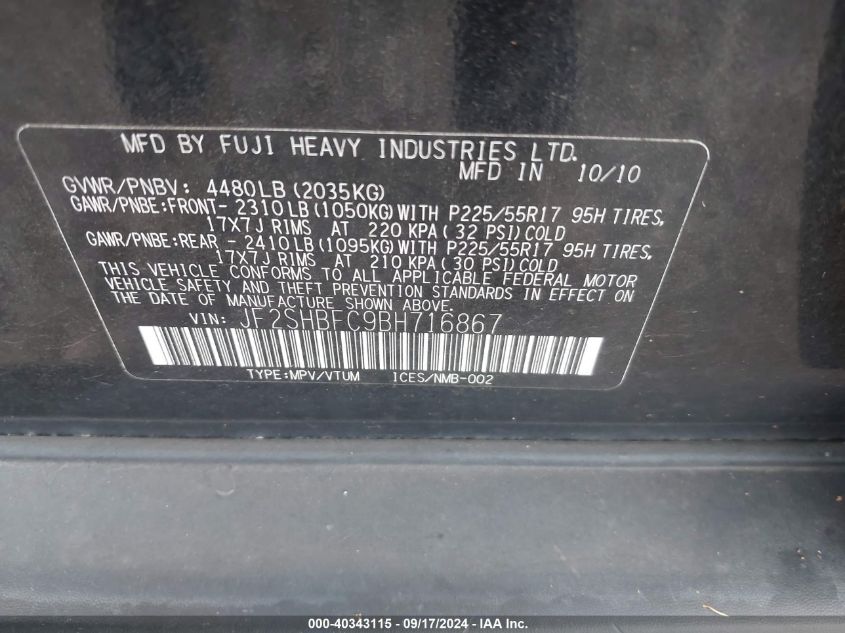 MFD BY FUJI HEAVY INDUSTRIES LTD.
MFD IN 10/10
GVWR/PNBV: 4480LB(2035KG)
GAWR/PNBE:FRONT- 2310LB(1050KG)WITH P225/55R17 95H TIRES,
17X7J RIMS AT 220 KPA(32 PSI)COLD
GAWR/PNBE:REAR - 2410LB(1095KG)WITH P225/55R17 95H TIRES,
17X7J RIMS AT 210 KPA(30 PSI)COLD
THIS VEHICLE CONFORMS TO ALL APPLICABLE FEDERAL MOTOR
VEHICLE SAFETY AND THEFT PREVENTION STANDARDS IN EFFECT ON
THE DATE OF MANUFACTURE SHOWN ABOVE.
VIN: JF2SHBFC9BH716867
TYPE:MPV/VTUM ICES/NMB-002
000-40343115 - 09/17/2024 - IAA Inc.